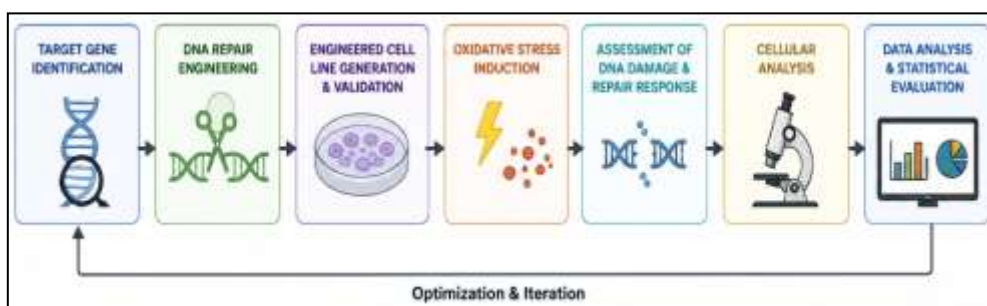 TARGET GENE
IDENTIFICATION
DNA REPAIR
ENGINEERING
ENGINEERED CELL
LINE GENERATION
& VALIDATION
OXIDATIVE STRESS
INDUCTION
ASSESSMENT OF
DNA DAMAGE &
REPAIR RESPONSE
CELLULAR
ANALYSIS
DATA ANALYSIS
& STATISTICAL
EVALUATION
Optimization & Iteration